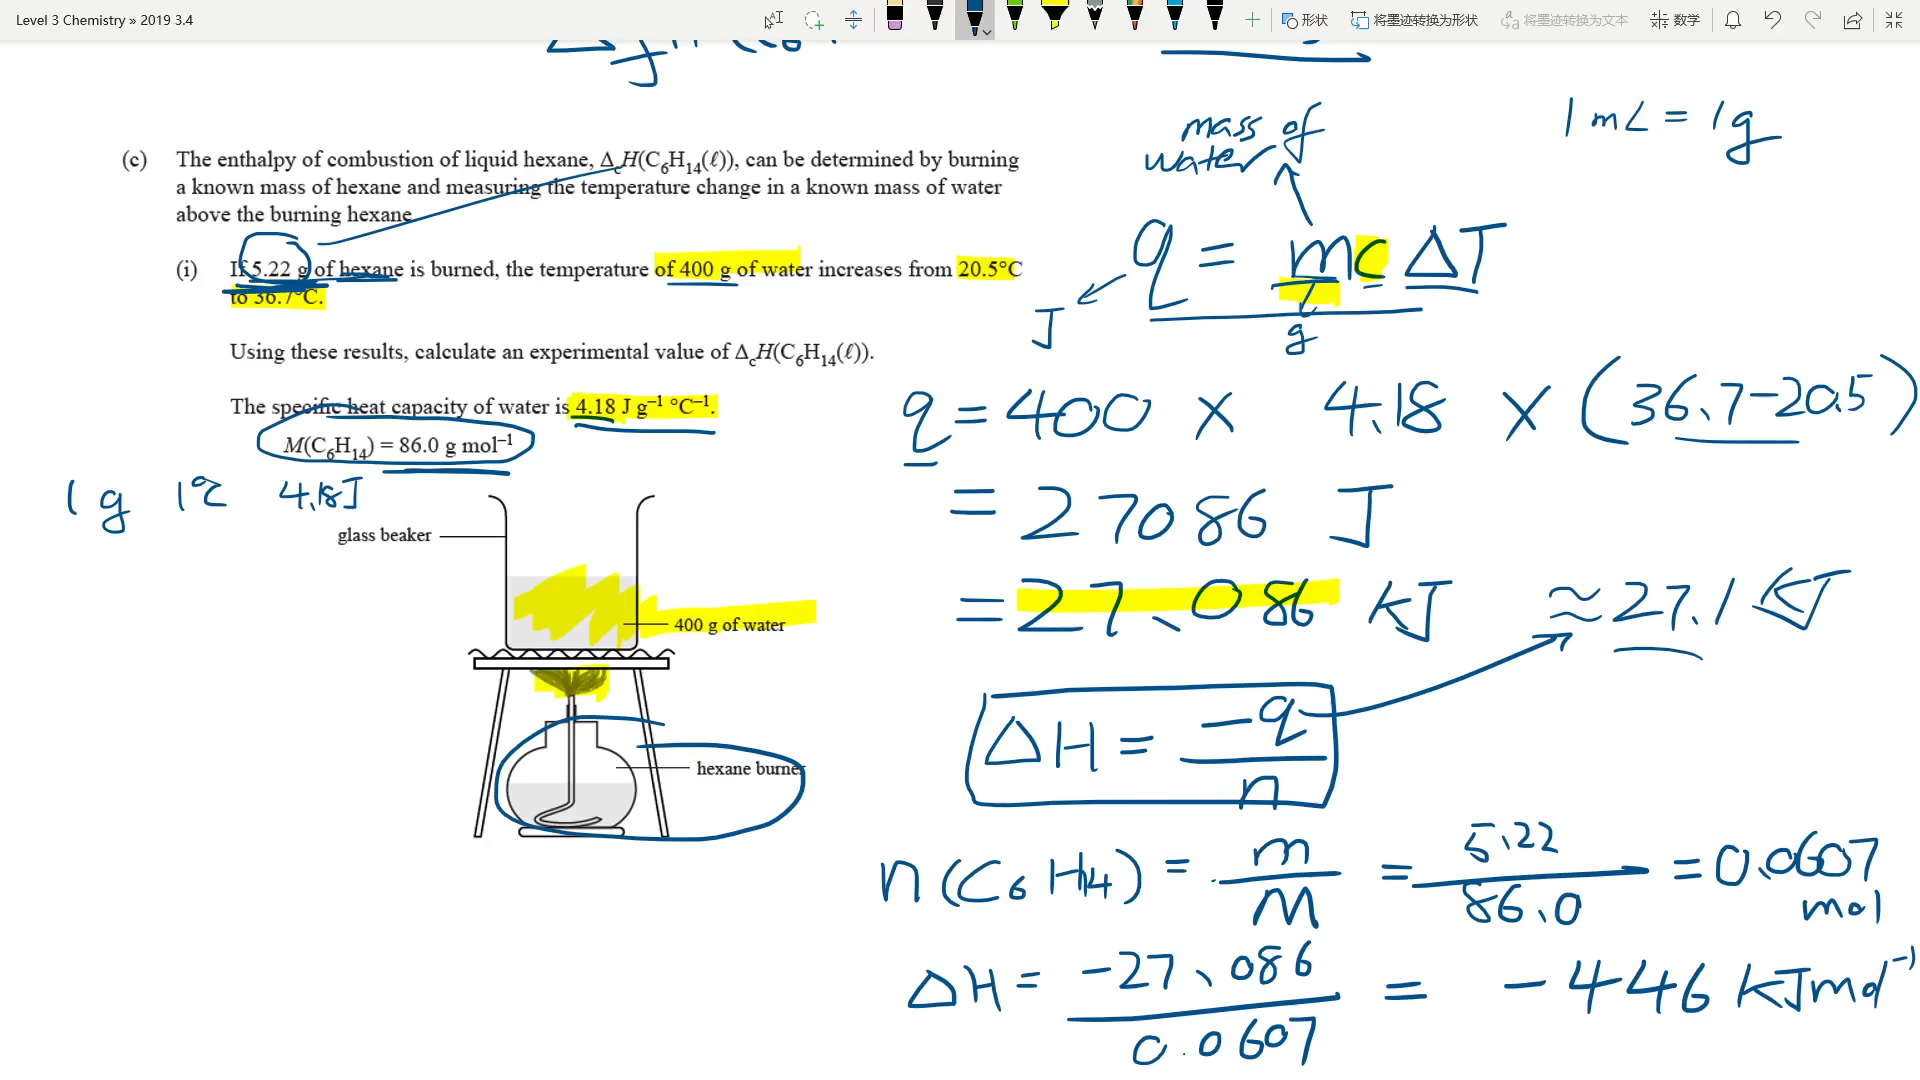 Level 3 Chemistry » 2019 3.4
形状 将墨迹转换为形状 将墨迹转换为文本 数学
1 mL = 1g
mass of
water
(c) The enthalpy of combustion of liquid hexane, ΔcH(C6H14(ℓ)), can be determined by burning
a known mass of hexane and measuring the temperature change in a known mass of water
above the burning hexane
q = mcΔT
J
g
(i) If 5.22 g of hexane is burned, the temperature of 400 g of water increases from 20.5°C
to 36.7°C.
Using these results, calculate an experimental value of ΔcH(C6H14(ℓ)).
The specific heat capacity of water is 4.18 J g⁻¹ °C⁻¹.
M(C6H14) = 86.0 g mol⁻¹
1 g 1℃ 4.18J
glass beaker
400 g of water
hexane burner
q = 400 × 4.18 × (36.7-20.5)
= 27086 J
= 27.086 kJ ≈ 27.1 kJ
ΔH = -q/n
n(C6H14) = m/M = 5.22/86.0 = 0.0607
mol
ΔH = -27.086/0.0607 = -446 kJmol⁻¹